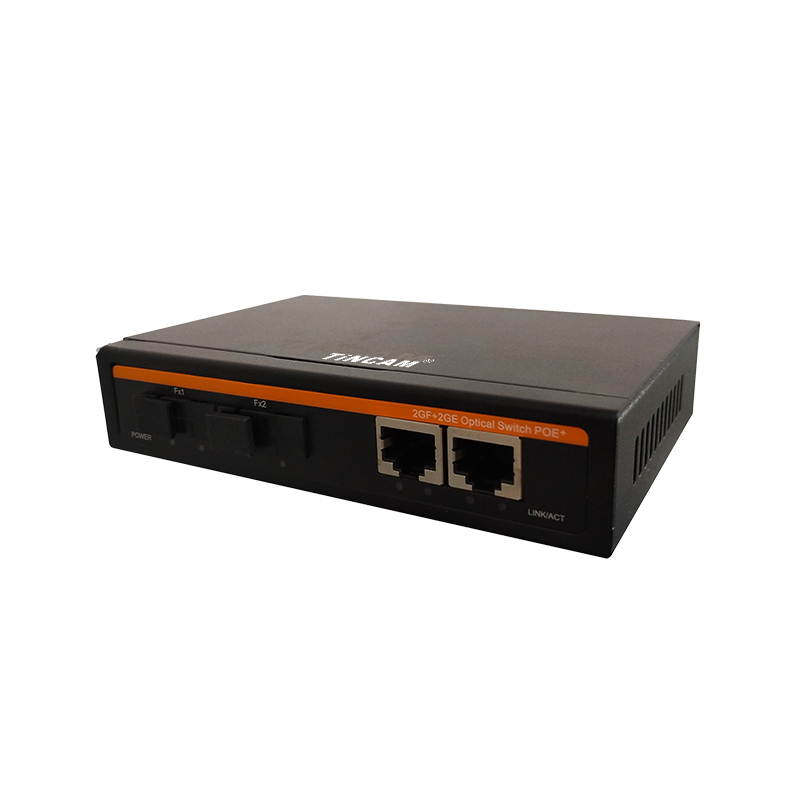 TiNCAM®
Fx1
Fx2
2GF+2GE Optical Switch POE+
POWER
LINK/ACT